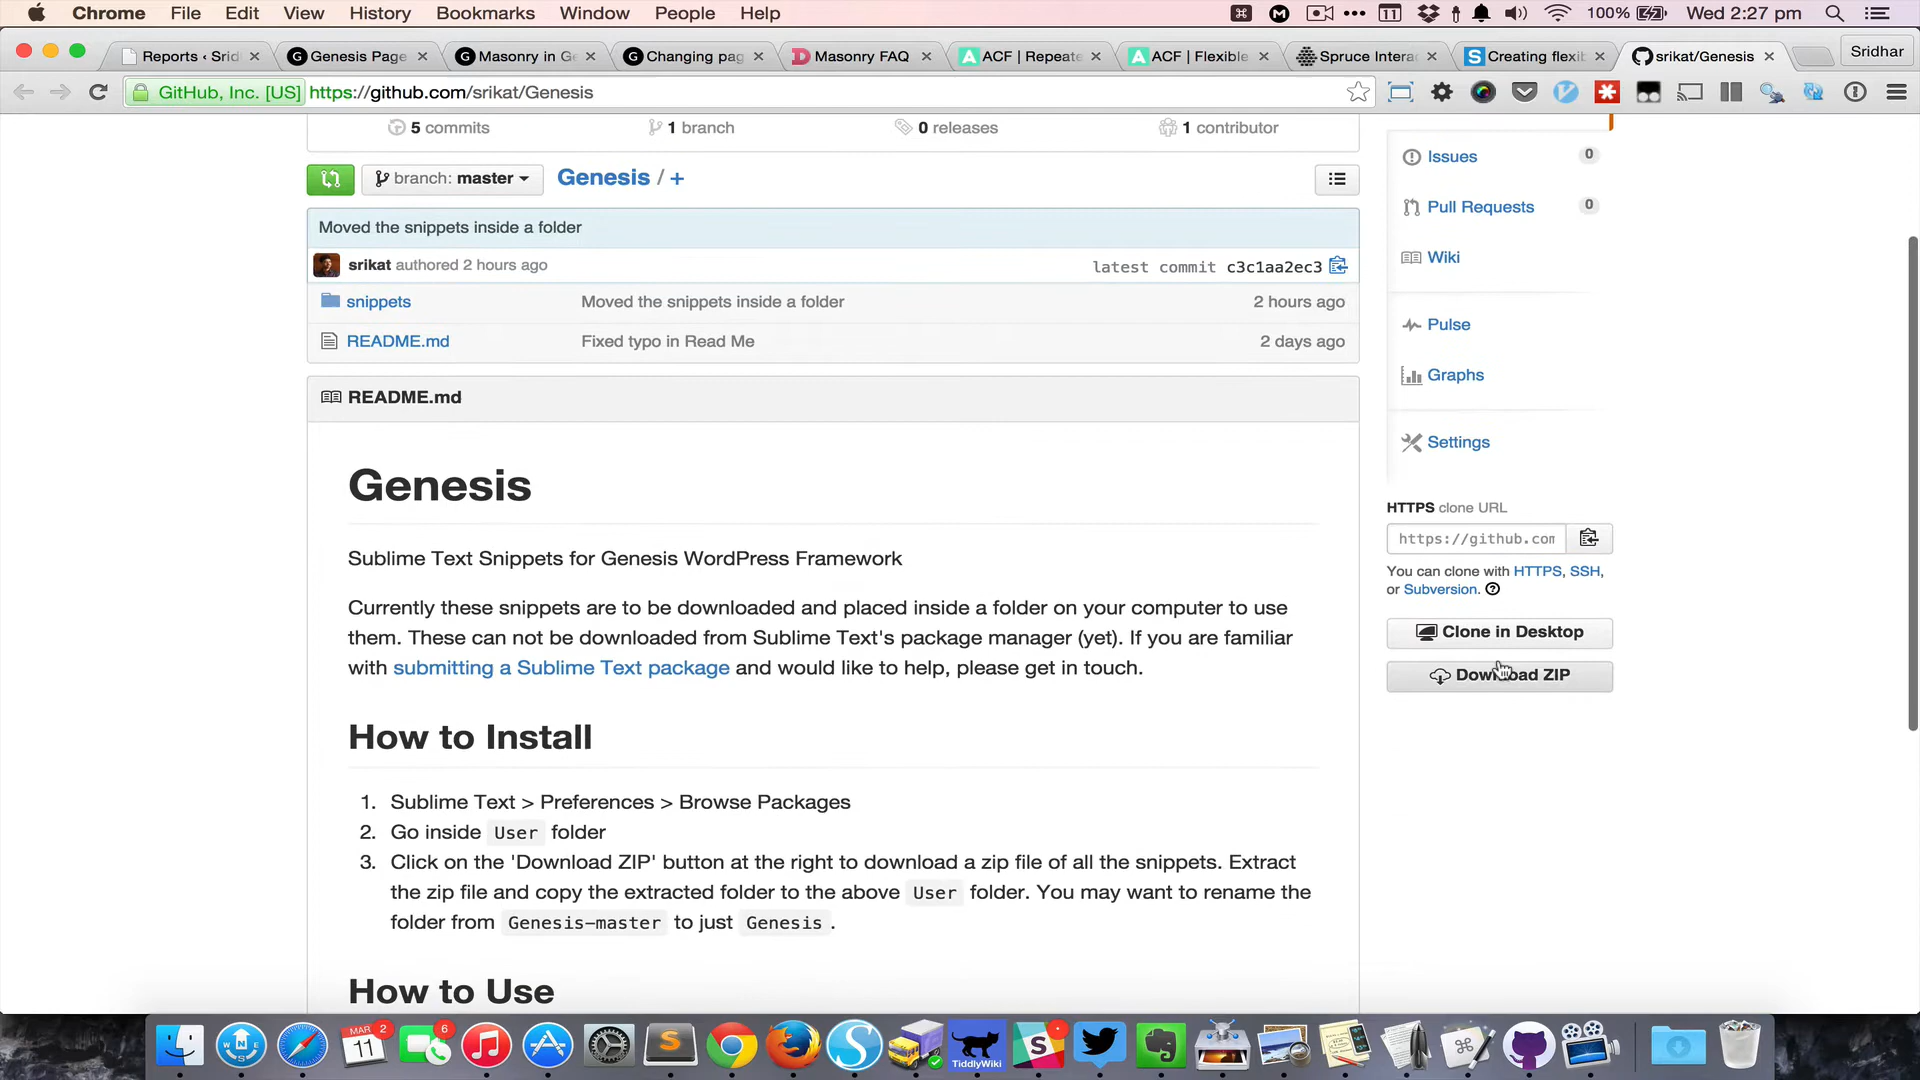 Chrome File Edit View History Bookmarks Window People Help 11 100% Wed 2:27 pm
Reports ‹ Srid Genesis Page Masonry in Ge Changing pag Masonry FAQ ACF | Repeate ACF | Flexible Spruce Interac Creating flexib srikat/Genesis Sridhar
GitHub, Inc. [US] https://github.com/srikat/Genesis
5 commits 1 branch 0 releases 1 contributor
branch: master Genesis / +
Moved the snippets inside a folder
srikat authored 2 hours ago latest commit c3c1aa2ec3
snippets Moved the snippets inside a folder 2 hours ago
README.md Fixed typo in Read Me 2 days ago
README.md
Genesis
Sublime Text Snippets for Genesis WordPress Framework
Currently these snippets are to be downloaded and placed inside a folder on your computer to use
them. These can not be downloaded from Sublime Text's package manager (yet). If you are familiar
with submitting a Sublime Text package and would like to help, please get in touch.
How to Install
1. Sublime Text > Preferences > Browse Packages
2. Go inside User folder
3. Click on the 'Download ZIP' button at the right to download a zip file of all the snippets. Extract
the zip file and copy the extracted folder to the above User folder. You may want to rename the
folder from Genesis-master to just Genesis .
How to Use
Issues 0
Pull Requests 0
Wiki
Pulse
Graphs
Settings
HTTPS clone URL
https://github.com
You can clone with HTTPS, SSH,
or Subversion.
Clone in Desktop
Download ZIP
MAR 2
11
6
TiddlyWiki